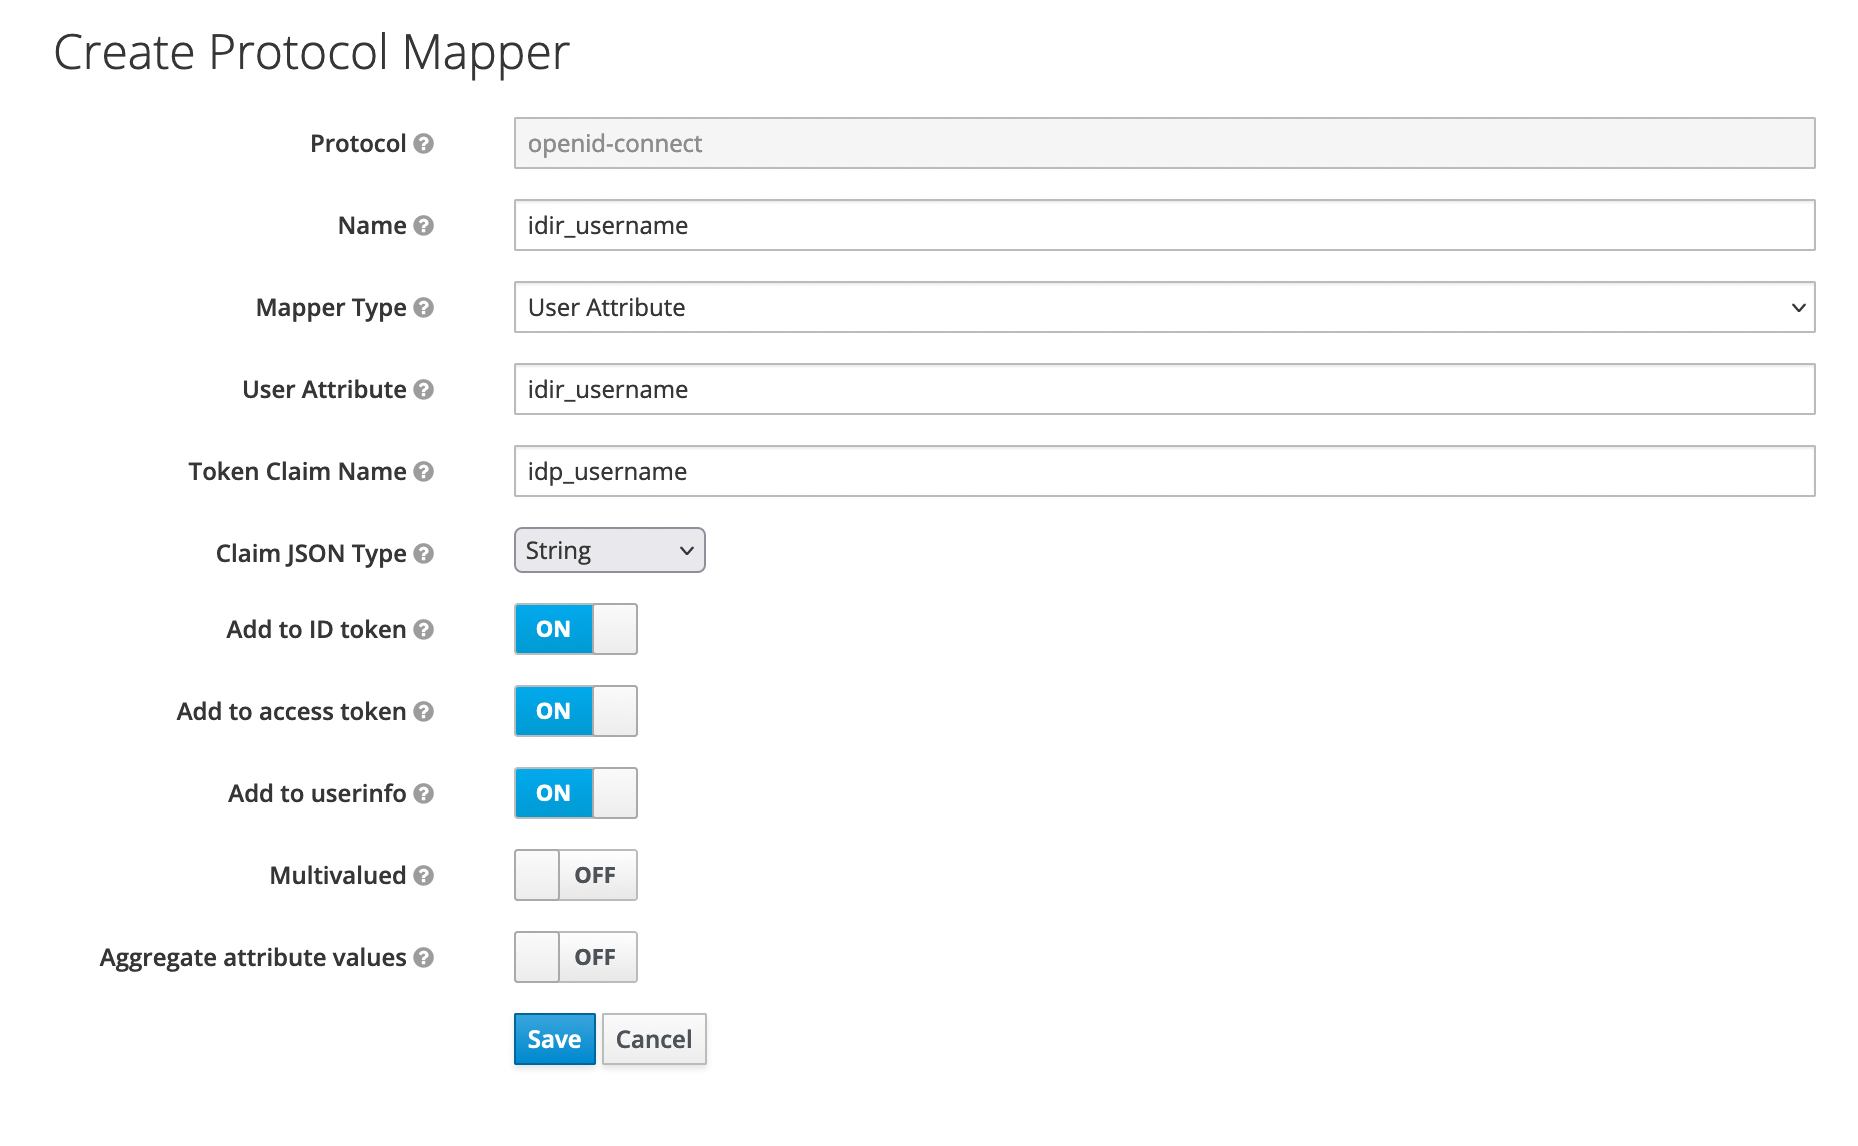 Create Protocol Mapper
Protocol ?
openid-connect
Name ?
idir_username
Mapper Type ?
User Attribute
User Attribute ?
idir_username
Token Claim Name ?
idp_username
Claim JSON Type ?
String
Add to ID token ?
ON
Add to access token ?
ON
Add to userinfo ?
ON
Multivalued ?
OFF
Aggregate attribute values ?
OFF
Save Cancel